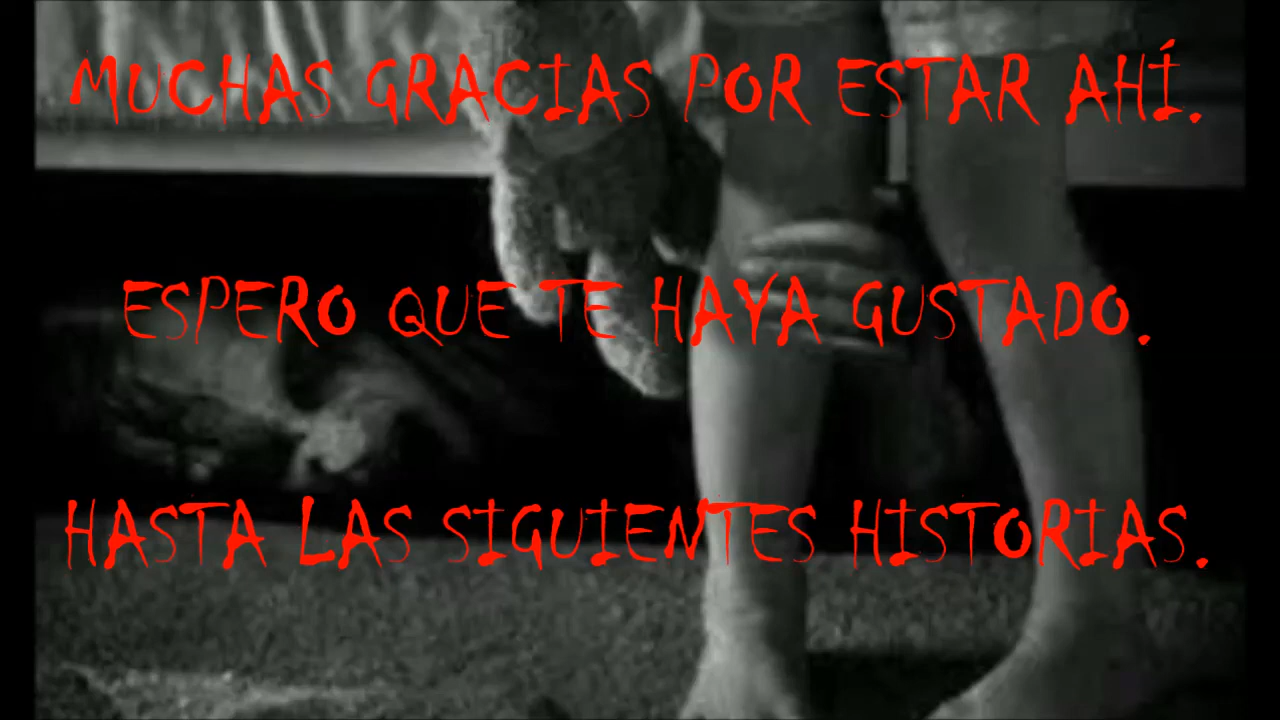 MUCHAS GRACIAS POR ESTAR AHÍ.
ESPERO QUE TE HAYA GUSTADO.
HASTA LAS SIGUIENTES HISTORIAS.